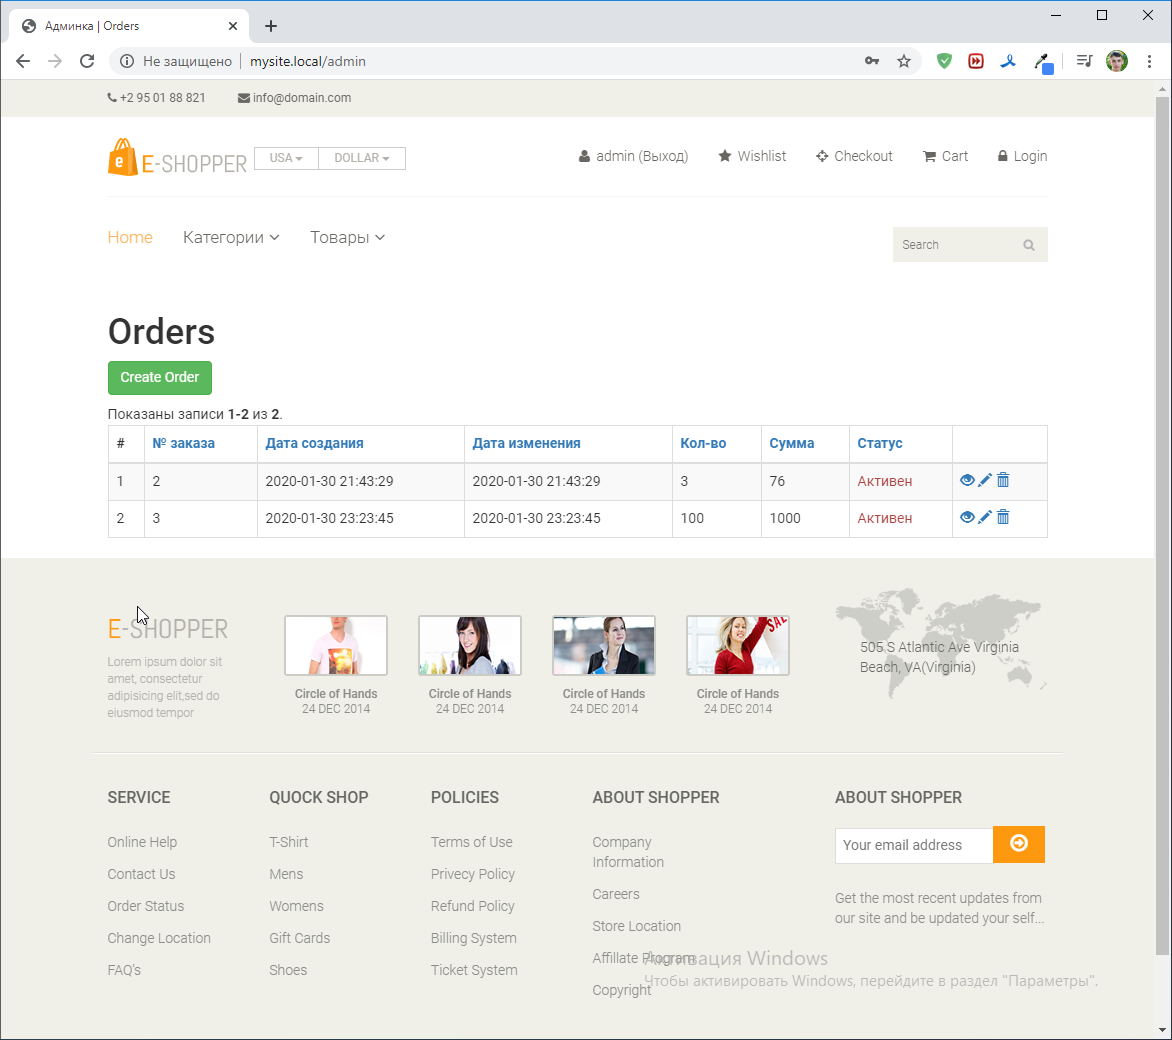 Админка | Orders
Не защищено | mysite.local/admin
+2 95 01 88 821 info@domain.com
E-SHOPPER USA DOLLAR admin (Выход) Wishlist Checkout Cart Login
Home Категории Товары Search
Orders
Create Order
Показаны записи 1-2 из 2.
# № заказа Дата создания Дата изменения Кол-во Сумма Статус
1 2 2020-01-30 21:43:29 2020-01-30 21:43:29 3 76 Активен
2 3 2020-01-30 23:23:45 2020-01-30 23:23:45 100 1000 Активен
E-SHOPPER
Lorem ipsum dolor sit
amet, consectetur
adipisicing elit,sed do
eiusmod tempor
Circle of Hands
24 DEC 2014
Circle of Hands
24 DEC 2014
Circle of Hands
24 DEC 2014
SALE
Circle of Hands
24 DEC 2014
505 S Atlantic Ave Virginia
Beach, VA(Virginia)
SERVICE
Online Help
Contact Us
Order Status
Change Location
FAQ's
QUOCK SHOP
T-Shirt
Mens
Womens
Gift Cards
Shoes
POLICIES
Terms of Use
Privecy Policy
Refund Policy
Billing System
Ticket System
ABOUT SHOPPER
Company
Information
Careers
Store Location
Affillate Program
Copyright
ABOUT SHOPPER
Your email address
Get the most recent updates from
our site and be updated your self...
Активация Windows
Чтобы активировать Windows, перейдите в раздел "Параметры".